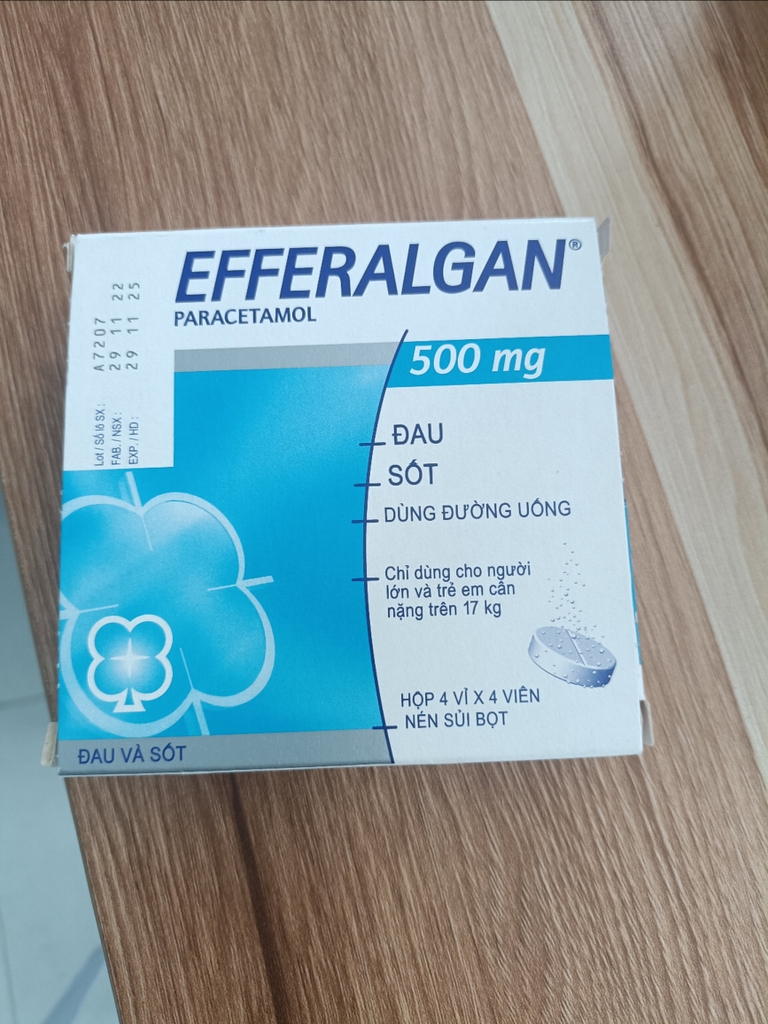 EFFERALGAN®
PARACETAMOL
500 mg
Lot / Số lô SX : A7207
FAB. / NSX : 29 11 22
EXP. / HD : 29 11 25
ĐAU
SỐT
DÙNG ĐƯỜNG UỐNG
Chỉ dùng cho người
lớn và trẻ em cân
nặng trên 17 kg
HỘP 4 VỈ X 4 VIÊN
NÉN SỦI BỌT
ĐAU VÀ SỐT